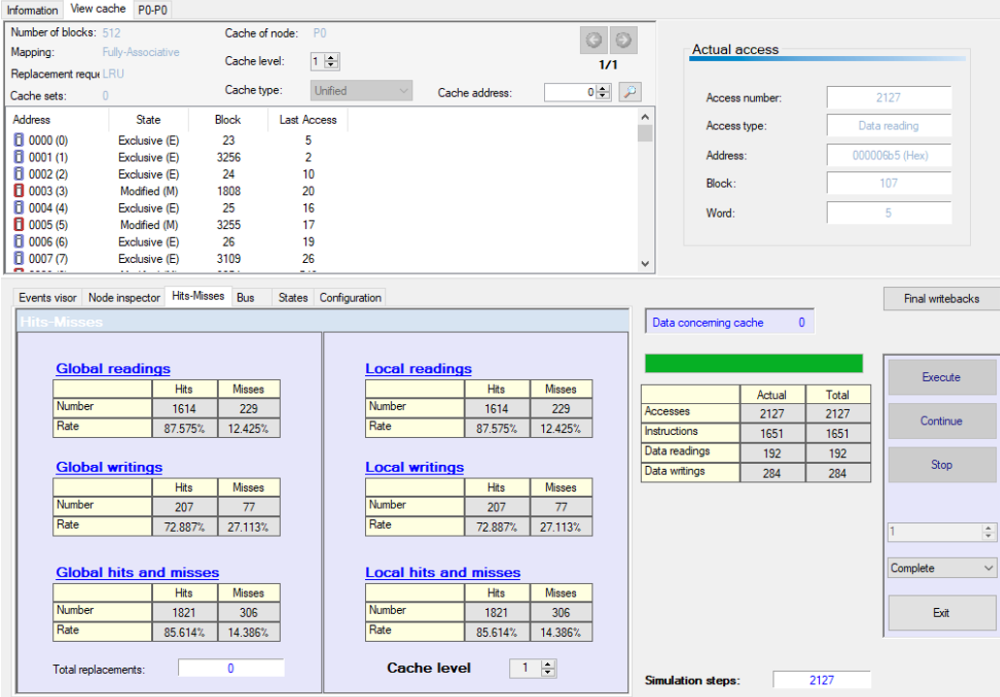 Information View cache P0-P0
Number of blocks: 512 Cache of node: P0
Mapping: Fully-Associative
Replacement reque LRU
Cache sets: 0
Cache level: 1
Cache type: Unified
Cache address: 0
1/1
Address State Block Last Access
0000 (0) Exclusive (E) 23 5
0001 (1) Exclusive (E) 3256 2
0002 (2) Exclusive (E) 24 10
0003 (3) Modified (M) 1808 20
0004 (4) Exclusive (E) 25 16
0005 (5) Modified (M) 3255 17
0006 (6) Exclusive (E) 26 19
0007 (7) Exclusive (E) 3109 26
Actual access
Access number: 2127
Access type: Data reading
Address: 000006b5 (Hex)
Block: 107
Word: 5
Events visor Node inspector Hits-Misses Bus States Configuration
Hits-Misses
Global readings
Hits Misses
Number 1614 229
Rate 87.575% 12.425%
Global writings
Hits Misses
Number 207 77
Rate 72.887% 27.113%
Global hits and misses
Hits Misses
Number 1821 306
Rate 85.614% 14.386%
Total replacements: 0
Local readings
Hits Misses
Number 1614 229
Rate 87.575% 12.425%
Local writings
Hits Misses
Number 207 77
Rate 72.887% 27.113%
Local hits and misses
Hits Misses
Number 1821 306
Rate 85.614% 14.386%
Cache level 1
Data concerning cache 0
Actual Total
Accesses 2127 2127
Instructions 1651 1651
Data readings 192 192
Data writings 284 284
Simulation steps: 2127
Final writebacks
Execute
Continue
Stop
1
Complete
Exit